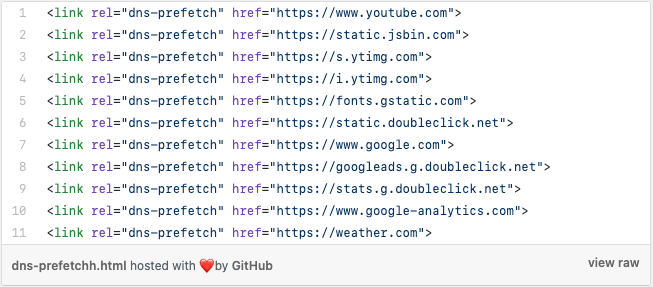 1 <link rel="dns-prefetch" href="https://www.youtube.com">
2 <link rel="dns-prefetch" href="https://static.jsbin.com">
3 <link rel="dns-prefetch" href="https://s.ytimg.com">
4 <link rel="dns-prefetch" href="https://i.ytimg.com">
5 <link rel="dns-prefetch" href="https://fonts.gstatic.com">
6 <link rel="dns-prefetch" href="https://static.doubleclick.net">
7 <link rel="dns-prefetch" href="https://www.google.com">
8 <link rel="dns-prefetch" href="https://googleads.g.doubleclick.net">
9 <link rel="dns-prefetch" href="https://stats.g.doubleclick.net">
10 <link rel="dns-prefetch" href="https://www.google-analytics.com">
11 <link rel="dns-prefetch" href="https://weather.com">
dns-prefetchh.html hosted with ❤️by GitHub view raw